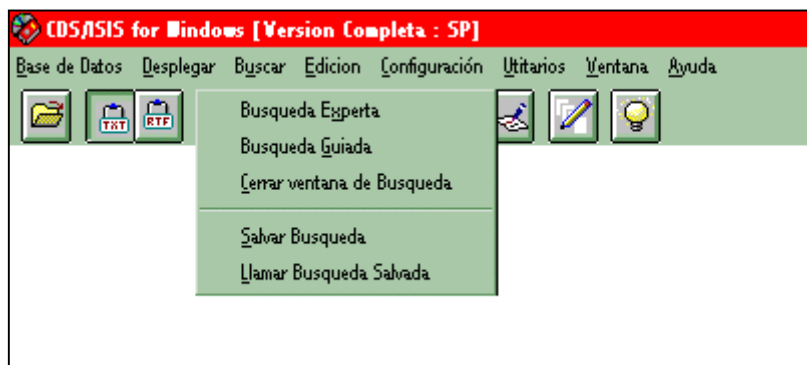 CDS/ISIS for Windows [Version Completa : SP]
Base de Datos Desplegar Buscar Edicion Configuración Utitarios Ventana Ayuda
TXT RTF
Busqueda Experta
Busqueda Guiada
Cerrar ventana de Busqueda
Salvar Busqueda
Llamar Busqueda Salvada